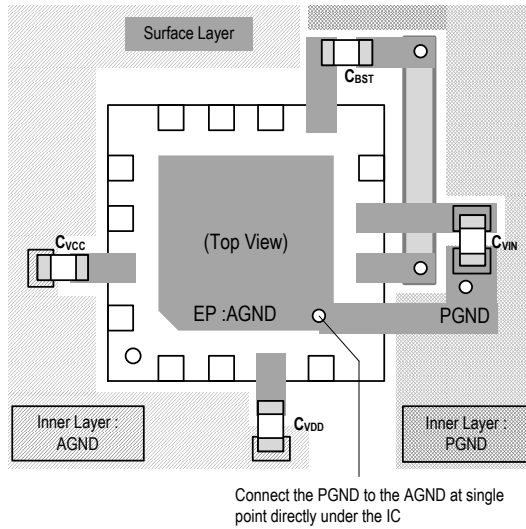 Surface Layer
CBST
CVCC
(Top View)
CVIN
EP :AGND
PGND
Inner Layer :
AGND
CVDD
Inner Layer :
PGND
Connect the PGND to the AGND at single
point directly under the IC